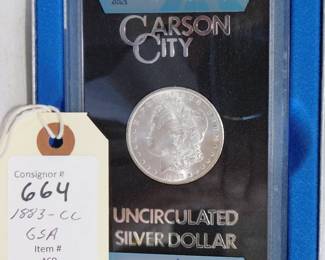 CARSON
CITY
UNCIRCULATED
SILVER DOLLAR
Consignor #
664
1883-CC
GSA
Item #